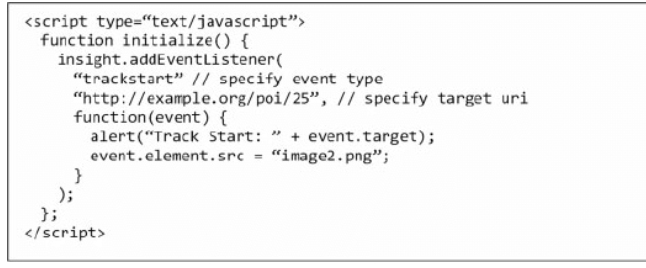 <script type=“text/javascript”>
function initialize() {
insight.addEventListener(
“trackstart” // specify event type
“http://example.org/poi/25”, // specify target uri
function(event) {
alert(“Track Start: ” + event.target);
event.element.src = “image2.png”;
}
);
};
</script>